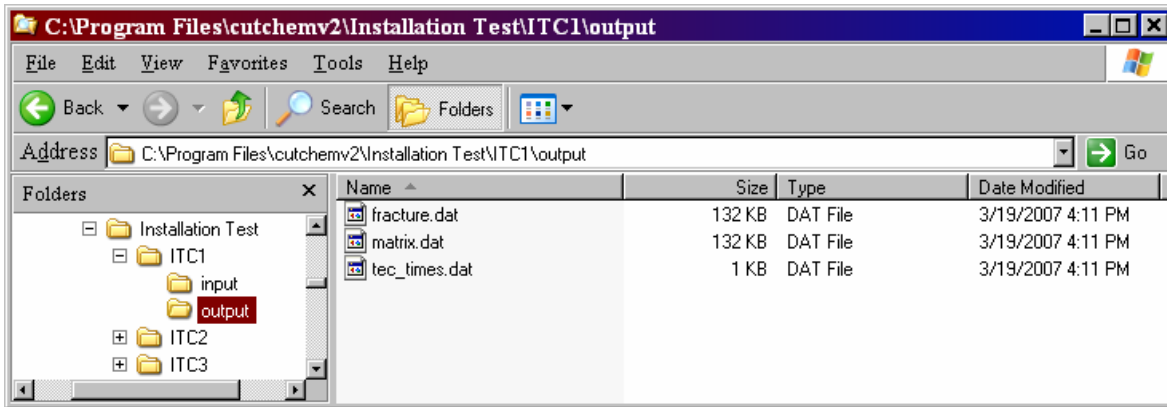 C:\Program Files\cutchemv2\Installation Test\ITC1\output
File Edit View Favorites Tools Help
Back Search Folders
Address C:\Program Files\cutchemv2\Installation Test\ITC1\output Go
Folders
Installation Test
ITC1
input
output
ITC2
ITC3
Name Size Type Date Modified
fracture.dat 132 KB DAT File 3/19/2007 4:11 PM
matrix.dat 132 KB DAT File 3/19/2007 4:11 PM
tec_times.dat 1 KB DAT File 3/19/2007 4:11 PM